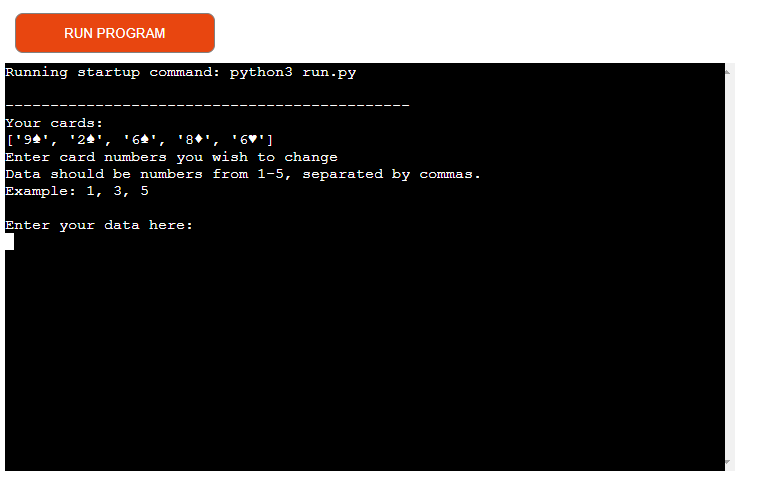 RUN PROGRAM
Running startup command: python3 run.py
---------------------------------------------
Your cards:
['9♠', '2♠', '6♠', '8♦', '6♥']
Enter card numbers you wish to change
Data should be numbers from 1-5, separated by commas.
Example: 1, 3, 5
Enter your data here: